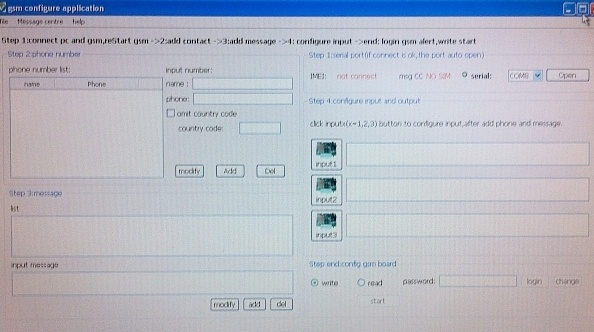 gsm configure application
file Message centre help
Step 1:connect pc and gsm,reStart gsm ->2:add contact ->3:add message ->4: configure input ->end: login gsm alert,write start
Step 2:phone number
phone number list:
name Phone
input number:
name :
phone:
omit country code
country code:
modify Add Del
Step 3:message
list
input message
modify add del
Step 1:serial port(if connect is ok,the port auto open)
IMEI: not connect msg CC NO SIM serial: COM8 Open
Step 4:configure input and output
click inputx(x=1,2,3) button to configure input,after add phone and message.
input1
input2
input3
Step end:config gsm board
write read password: login change
start